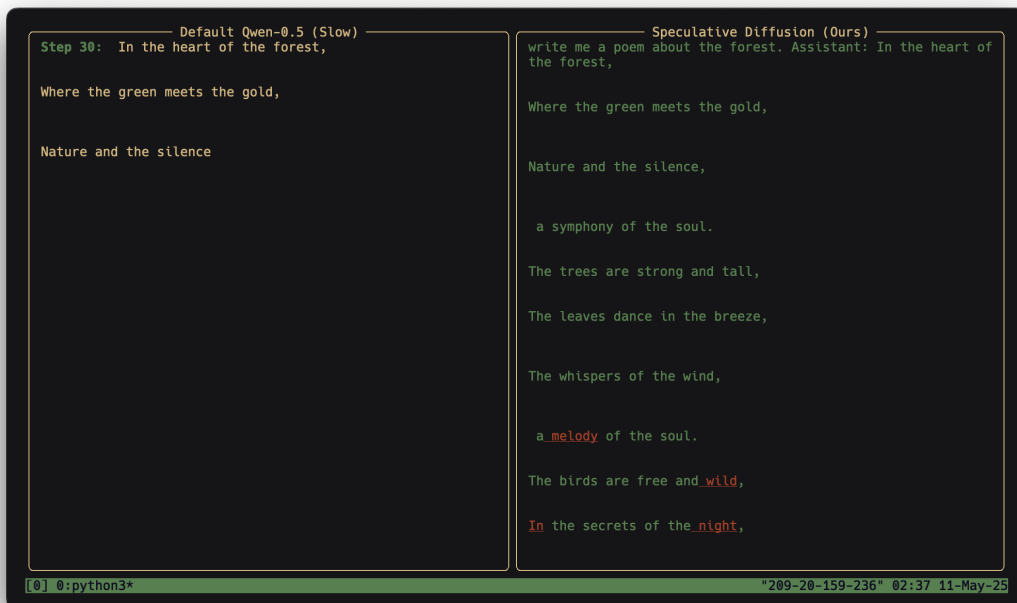 Default Qwen-0.5 (Slow)
Step 30: In the heart of the forest,
Where the green meets the gold,
Nature and the silence
Speculative Diffusion (Ours)
write me a poem about the forest. Assistant: In the heart of
the forest,
Where the green meets the gold,
Nature and the silence,
a symphony of the soul.
The trees are strong and tall,
The leaves dance in the breeze,
The whispers of the wind,
a melody of the soul.
The birds are free and wild,
In the secrets of the night,
[0] 0:python3* "209-20-159-236" 02:37 11-May-25